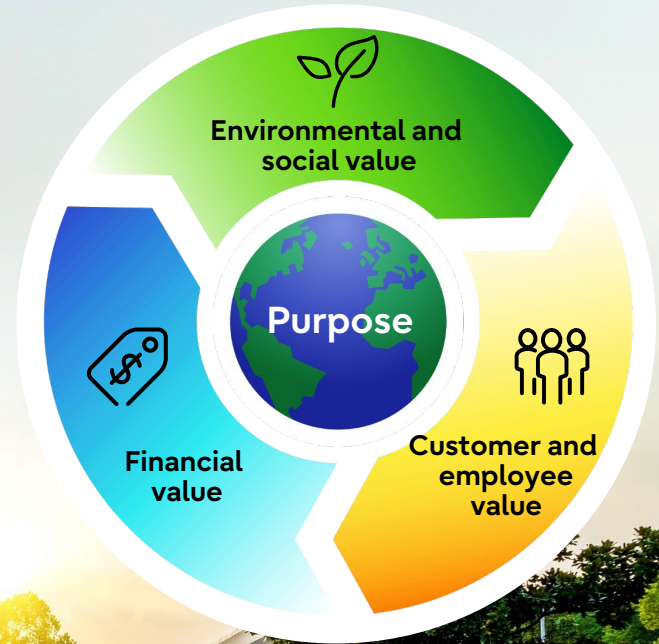 Environmental and
social value
Purpose
Financial
value
Customer and
employee
value